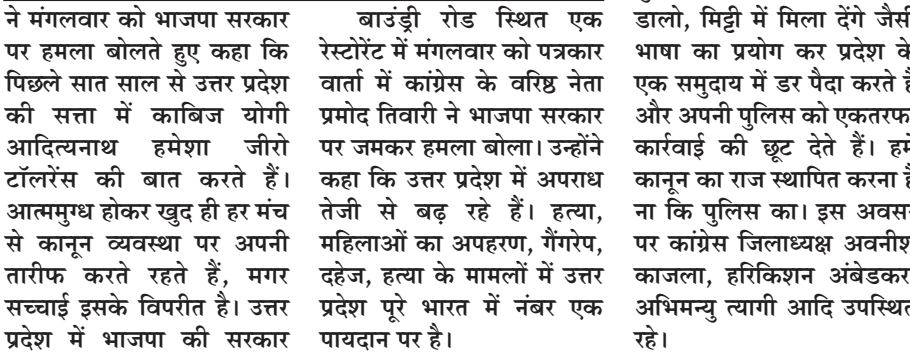 ने मंगलवार को भाजपा सरकार
पर हमला बोलते हुए कहा कि
पिछले सात साल से उत्तर प्रदेश
की सत्ता में काबिज योगी
आदित्यनाथ हमेशा जीरो
टॉलरेंस की बात करते हैं।
आत्ममुग्ध होकर खुद ही हर मंच
से कानून व्यवस्था पर अपनी
तारीफ करते रहते हैं, मगर
सच्चाई इसके विपरीत है। उत्तर
प्रदेश में भाजपा की सरकार
बाउंड्री रोड स्थित एक
रेस्टोरेंट में मंगलवार को पत्रकार
वार्ता में कांग्रेस के वरिष्ठ नेता
प्रमोद तिवारी ने भाजपा सरकार
पर जमकर हमला बोला। उन्होंने
कहा कि उत्तर प्रदेश में अपराध
तेजी से बढ़ रहे हैं। हत्या,
महिलाओं का अपहरण, गैंगरेप,
दहेज, हत्या के मामलों में उत्तर
प्रदेश पूरे भारत में नंबर एक
पायदान पर है।
डालो, मिट्टी में मिला देंगे जैसी
भाषा का प्रयोग कर प्रदेश के
एक समुदाय में डर पैदा करते
और अपनी पुलिस को एकतरफ
कार्रवाई की छूट देते हैं।
कानून का राज स्थापित करना
ना कि पुलिस का। इस
पर कांग्रेस जिलाध्यक्ष अवनीश
काजला, हरिकिशन अंबेडकर
अभिमन्यु त्यागी आदि उपस्थित
रहे।